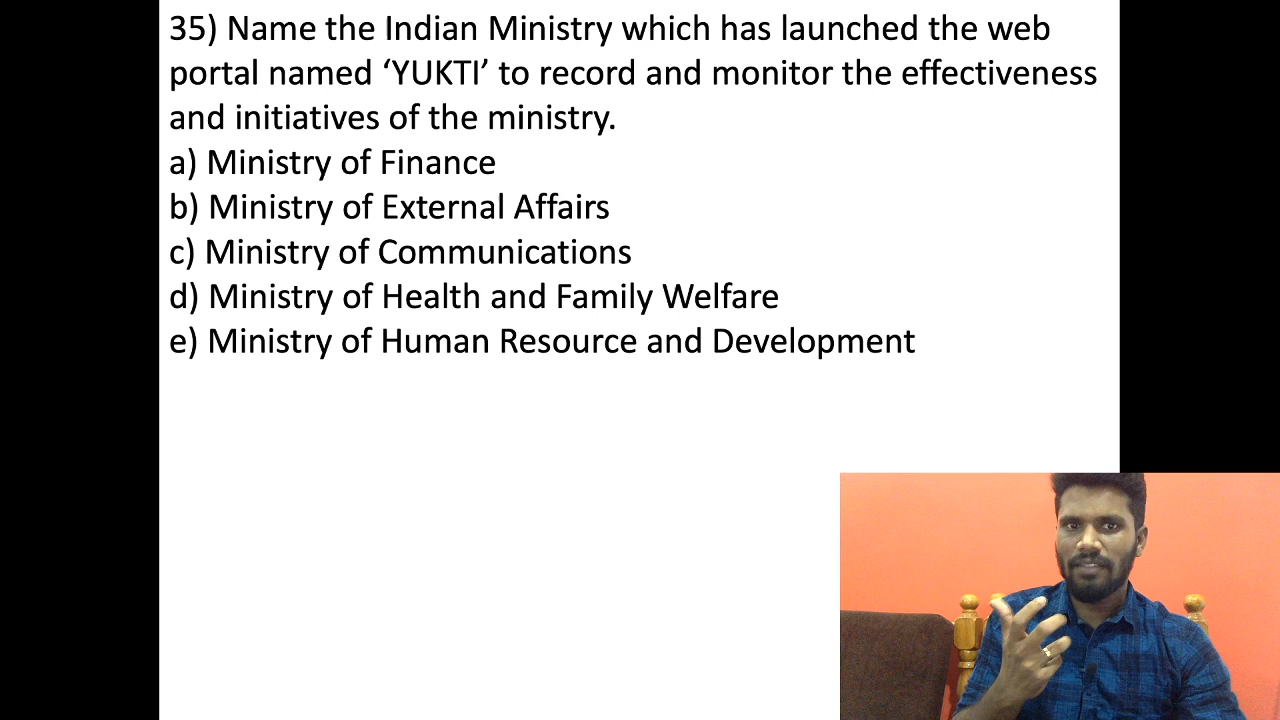 35) Name the Indian Ministry which has launched the web
portal named ‘YUKTI’ to record and monitor the effectiveness
and initiatives of the ministry.
a) Ministry of Finance
b) Ministry of External Affairs
c) Ministry of Communications
d) Ministry of Health and Family Welfare
e) Ministry of Human Resource and Development